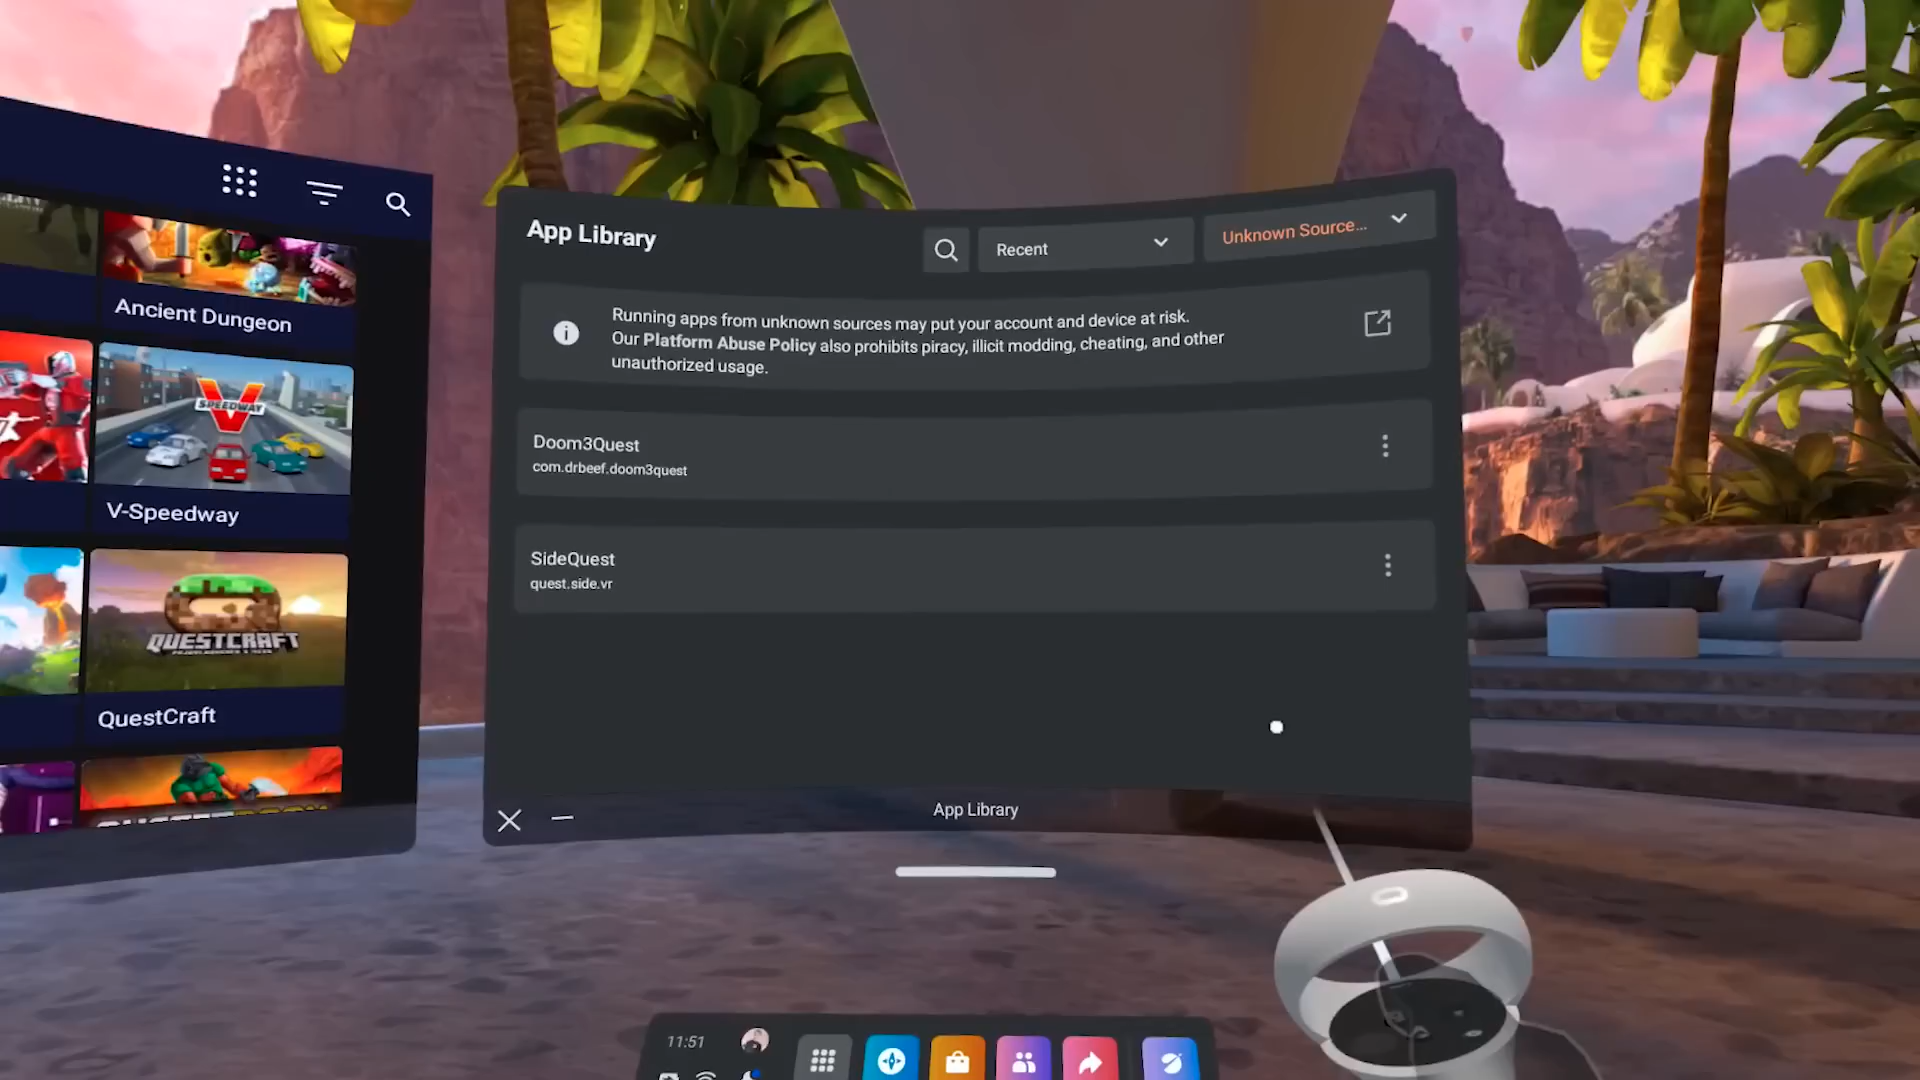 Ancient Dungeon
SPEEDWAY
V
V-Speedway
QUESTCRAFT
QuestCraft
App Library
Recent
Unknown Source...
Running apps from unknown sources may put your account and device at risk.
Our Platform Abuse Policy also prohibits piracy, illicit modding, cheating, and other
unauthorized usage.
Doom3Quest
com.drbeef.doom3quest
SideQuest
quest.side.vr
App Library
11:51